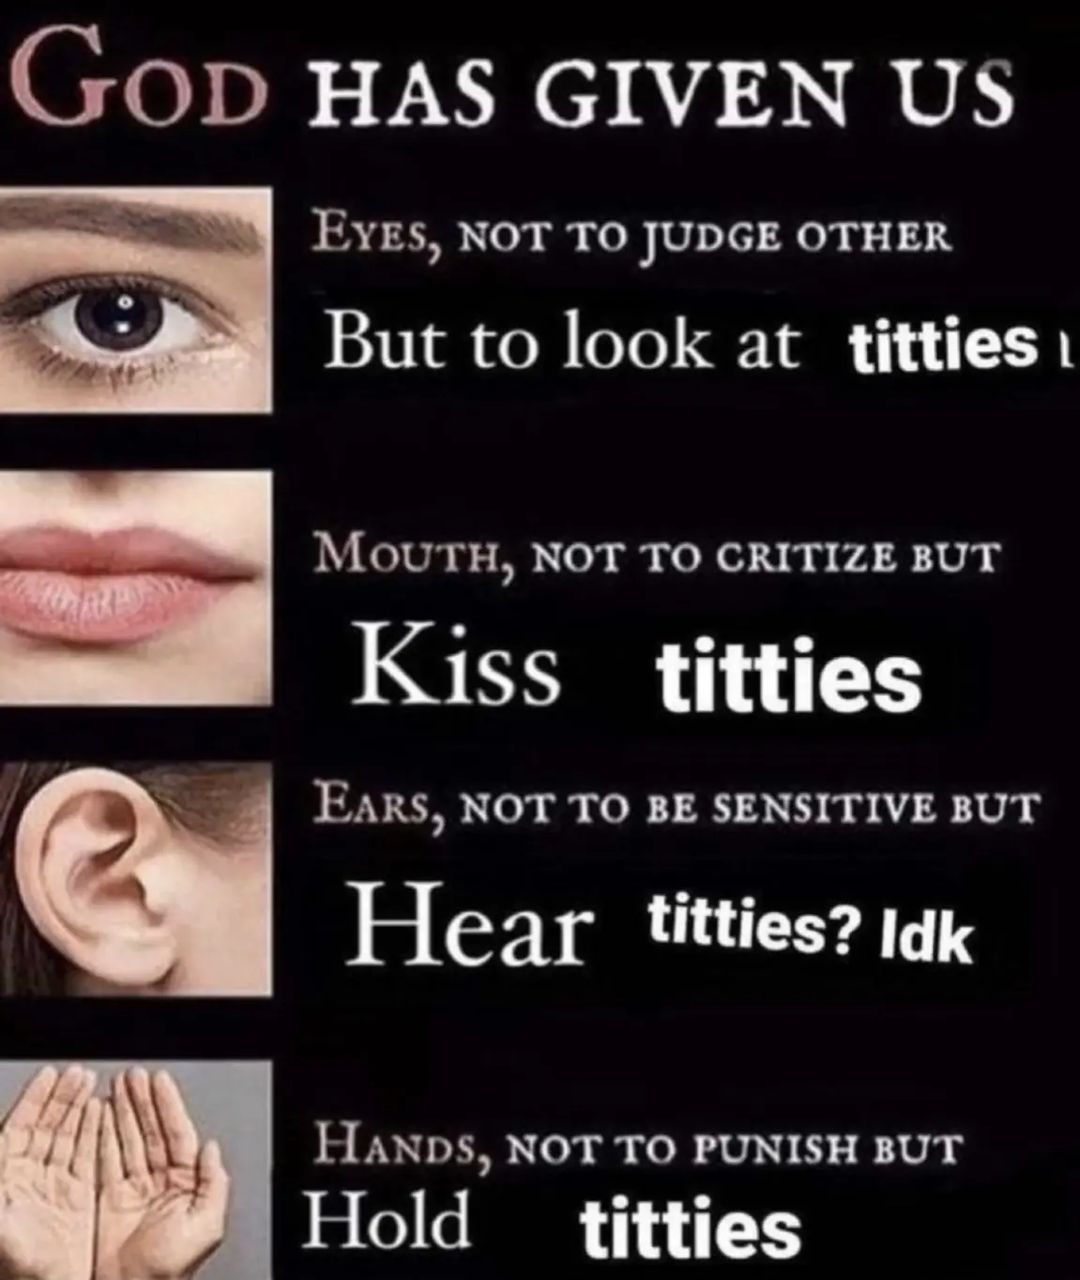 GOD HAS GIVEN US
EYES, NOT TO JUDGE OTHER
But to look at titties
MOUTH, NOT TO CRITIZE BUT
Kiss titties
EARS, NOT TO BE SENSITIVE BUT
Hear titties? Idk
HANDS, NOT TO PUNISH BUT
Hold titties